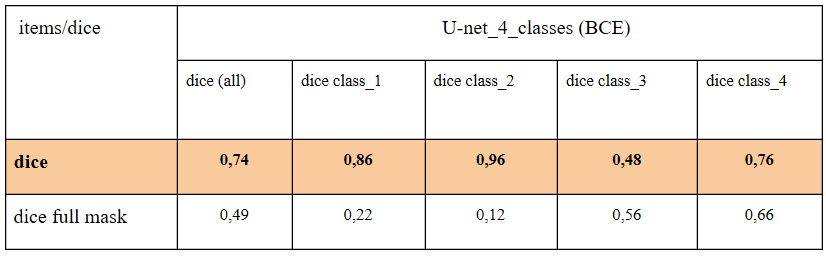 items/dice U-net_4_classes (BCE)
dice (all) dice class_1 dice class_2 dice class_3 dice class_4
dice 0,74 0,86 0,96 0,48 0,76
dice full mask 0,49 0,22 0,12 0,56 0,66